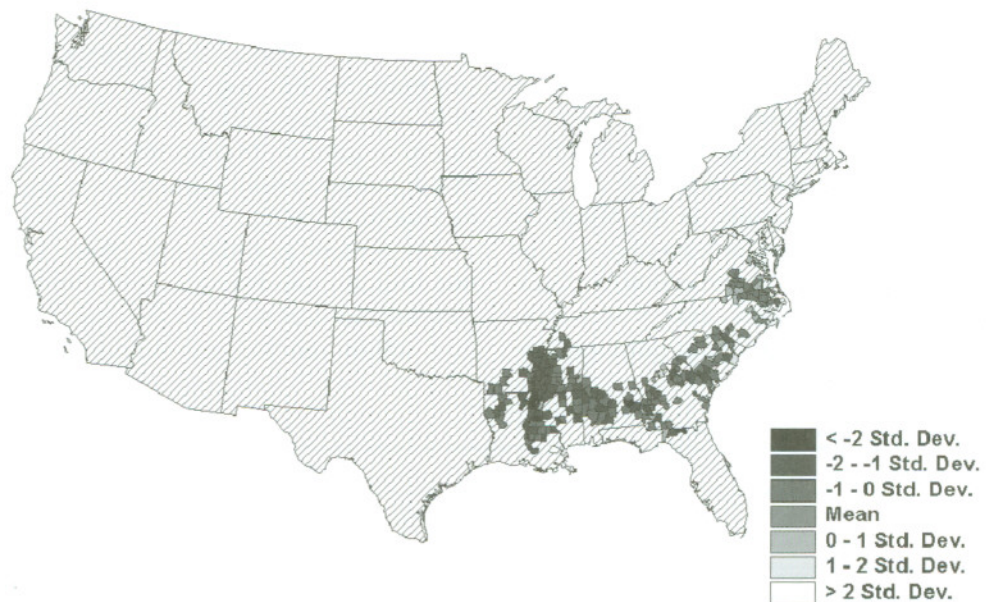 < -2 Std. Dev.
-2 - -1 Std. Dev.
-1 - 0 Std. Dev.
Mean
0 - 1 Std. Dev.
1 - 2 Std. Dev.
> 2 Std. Dev.